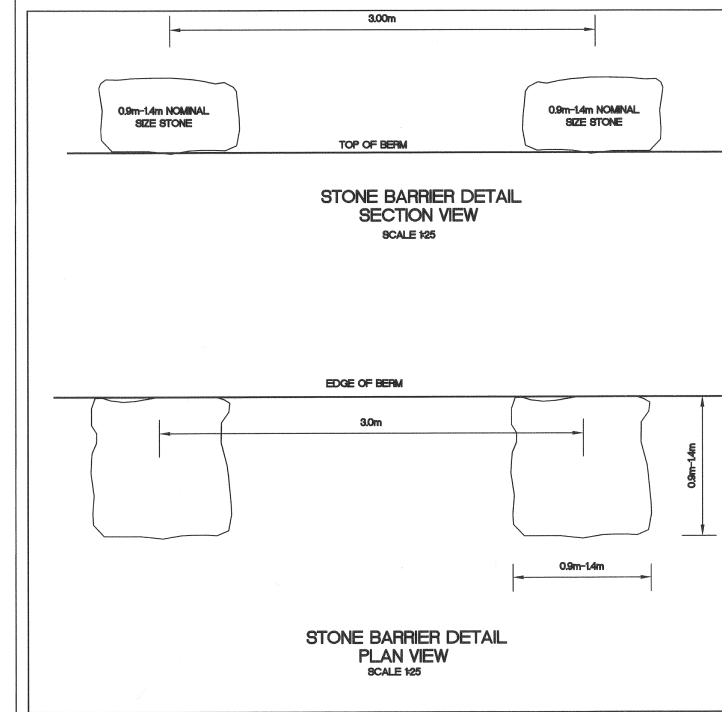 3.00m
0.9m-1.4m NOMINAL
SIZE STONE
0.9m-1.4m NOMINAL
SIZE STONE
TOP OF BERM
STONE BARRIER DETAIL
SECTION VIEW
SCALE 1:25
EDGE OF BERM
3.0m
0.9m-1.4m
0.9m-1.4m
STONE BARRIER DETAIL
PLAN VIEW
SCALE 1:25